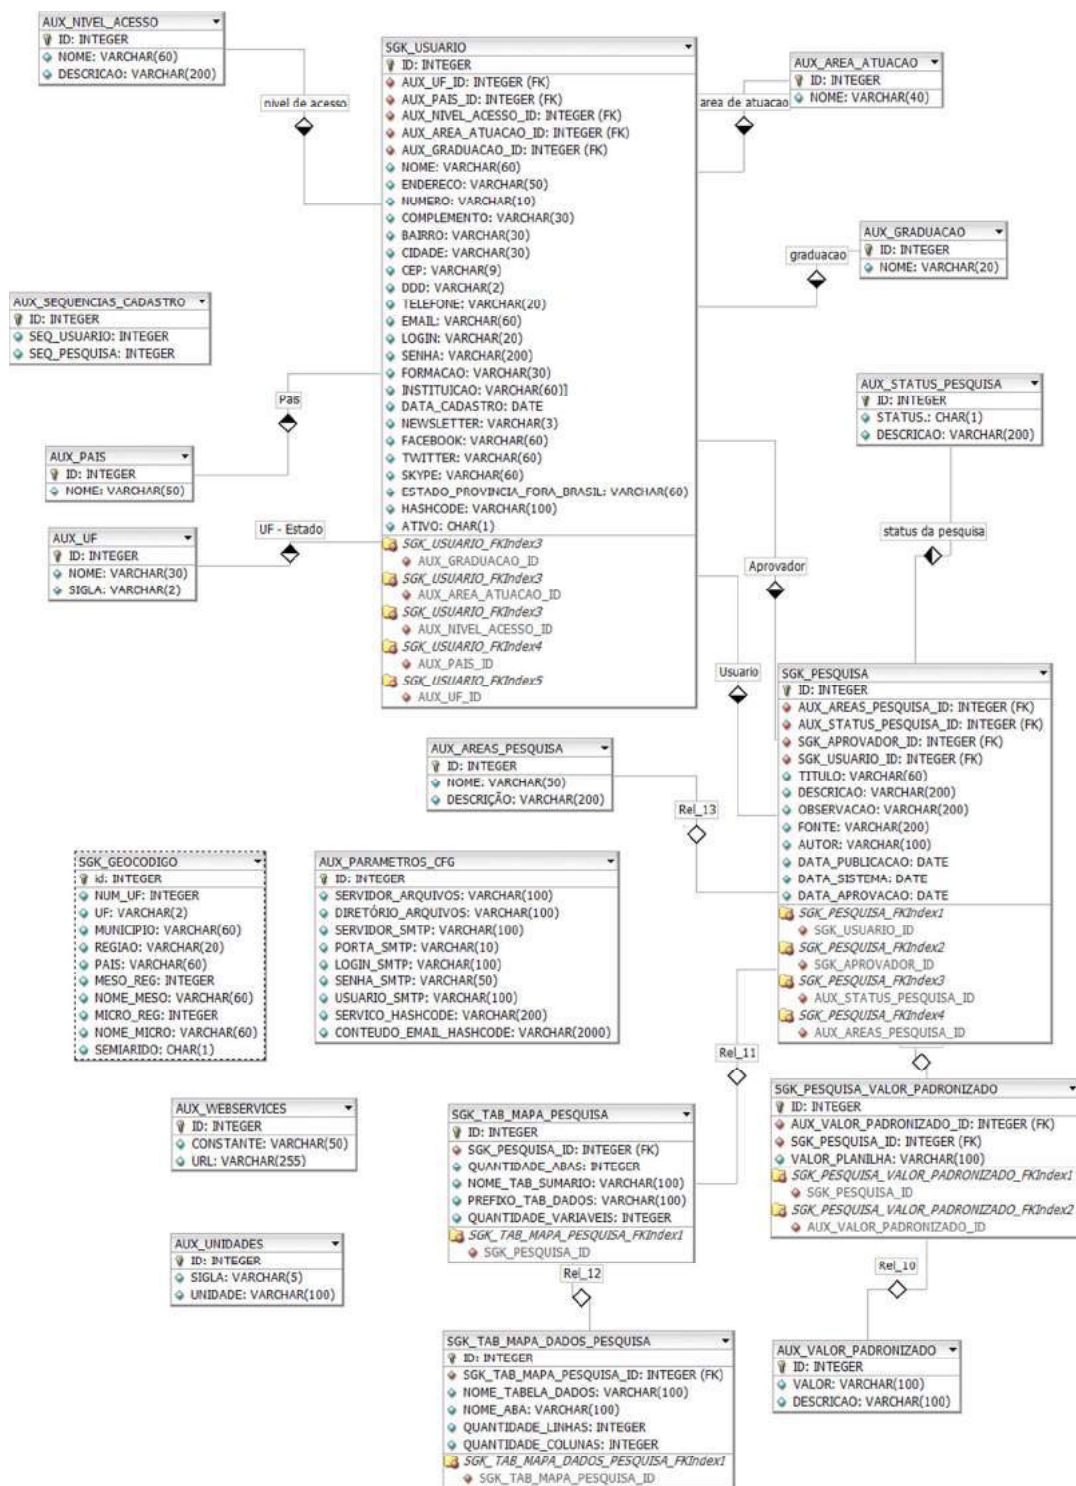 AUX_NIVEL_ACESSO
ID: INTEGER
NOME: VARCHAR(60)
DESCRICAO: VARCHAR(200)
nivel de acesso
SGK_USUARIO
ID: INTEGER
AUX_UF_ID: INTEGER (FK)
AUX_PAIS_ID: INTEGER (FK)
AUX_NIVEL_ACESSO_ID: INTEGER (FK)
AUX_AREA_ATUACAO_ID: INTEGER (FK)
AUX_GRADUACAO_ID: INTEGER (FK)
NOME: VARCHAR(60)
ENDERECO: VARCHAR(50)
NUMERO: VARCHAR(10)
COMPLEMENTO: VARCHAR(30)
BAIRRO: VARCHAR(30)
CIDADE: VARCHAR(30)
CEP: VARCHAR(9)
DDD: VARCHAR(2)
TELEFONE: VARCHAR(20)
EMAIL: VARCHAR(60)
LOGIN: VARCHAR(20)
SENHA: VARCHAR(200)
FORMACAO: VARCHAR(30)
INSTITUICAO: VARCHAR(60)]]
DATA_CADASTRO: DATE
NEWSLETTER: VARCHAR(3)
FACEBOOK: VARCHAR(60)
TWITTER: VARCHAR(60)
SKYPE: VARCHAR(60)
ESTADO_PROVINCIA_FORA_BRASIL: VARCHAR(60)
HASHCODE: VARCHAR(100)
ATIVO: CHAR(1)
SGK_USUARIO_FKIndex3
AUX_GRADUACAO_ID
SGK_USUARIO_FKIndex3
AUX_AREA_ATUACAO_ID
SGK_USUARIO_FKIndex3
AUX_NIVEL_ACESSO_ID
SGK_USUARIO_FKIndex4
AUX_PAIS_ID
SGK_USUARIO_FKIndex5
AUX_UF_ID
AUX_AREA_ATUACAO
ID: INTEGER
NOME: VARCHAR(40)
area de atuacao
AUX_GRADUACAO
ID: INTEGER
NOME: VARCHAR(20)
graduacao
AUX_SEQUENCIAS_CADASTRO
ID: INTEGER
SEQ_USUARIO: INTEGER
SEQ_PESQUISA: INTEGER
Pais
AUX_PAIS
ID: INTEGER
NOME: VARCHAR(50)
UF - Estado
AUX_UF
ID: INTEGER
NOME: VARCHAR(30)
SIGLA: VARCHAR(2)
AUX_STATUS_PESQUISA
ID: INTEGER
STATUS.: CHAR(1)
DESCRICAO: VARCHAR(200)
status da pesquisa
Aprovador
Usuario
SGK_PESQUISA
ID: INTEGER
AUX_AREAS_PESQUISA_ID: INTEGER (FK)
AUX_STATUS_PESQUISA_ID: INTEGER (FK)
SGK_APROVADOR_ID: INTEGER (FK)
SGK_USUARIO_ID: INTEGER (FK)
TITULO: VARCHAR(60)
DESCRICAO: VARCHAR(200)
OBSERVACAO: VARCHAR(200)
FONTE: VARCHAR(200)
AUTOR: VARCHAR(100)
DATA_PUBLICACAO: DATE
DATA_SISTEMA: DATE
DATA_APROVACAO: DATE
SGK_PESQUISA_FKIndex1
SGK_USUARIO_ID
SGK_PESQUISA_FKIndex2
SGK_APROVADOR_ID
SGK_PESQUISA_FKIndex3
AUX_STATUS_PESQUISA_ID
SGK_PESQUISA_FKIndex4
AUX_AREAS_PESQUISA_ID
AUX_AREAS_PESQUISA
ID: INTEGER
NOME: VARCHAR(50)
DESCRIÇÃO: VARCHAR(200)
Rel_13
SGK_GEOCODIGO
id: INTEGER
NUM_UF: INTEGER
UF: VARCHAR(2)
MUNICIPIO: VARCHAR(60)
REGIAO: VARCHAR(20)
PAIS: VARCHAR(60)
MESO_REG: INTEGER
NOME_MESO: VARCHAR(60)
MICRO_REG: INTEGER
NOME_MICRO: VARCHAR(60)
SEMIARIDO: CHAR(1)
AUX_PARAMETROS_CFG
ID: INTEGER
SERVIDOR_ARQUIVOS: VARCHAR(100)
DIRETÓRIO_ARQUIVOS: VARCHAR(100)
SERVIDOR_SMTP: VARCHAR(100)
PORTA_SMTP: VARCHAR(10)
LOGIN_SMTP: VARCHAR(100)
SENHA_SMTP: VARCHAR(50)
USUARIO_SMTP: VARCHAR(100)
SERVICO_HASHCODE: VARCHAR(200)
CONTEUDO_EMAIL_HASHCODE: VARCHAR(2000)
Rel_11
AUX_WEBSERVICES
ID: INTEGER
CONSTANTE: VARCHAR(50)
URL: VARCHAR(255)
SGK_TAB_MAPA_PESQUISA
ID: INTEGER
SGK_PESQUISA_ID: INTEGER (FK)
QUANTIDADE_ABAS: INTEGER
NOME_TAB_SUMARIO: VARCHAR(100)
PREFIXO_TAB_DADOS: VARCHAR(100)
QUANTIDADE_VARIAVEIS: INTEGER
SGK_TAB_MAPA_PESQUISA_FKIndex1
SGK_PESQUISA_ID
SGK_PESQUISA_VALOR_PADRONIZADO
ID: INTEGER
AUX_VALOR_PADRONIZADO_ID: INTEGER (FK)
SGK_PESQUISA_ID: INTEGER (FK)
VALOR_PLANILHA: VARCHAR(100)
SGK_PESQUISA_VALOR_PADRONIZADO_FKIndex1
SGK_PESQUISA_ID
SGK_PESQUISA_VALOR_PADRONIZADO_FKIndex2
AUX_VALOR_PADRONIZADO_ID
AUX_UNIDADES
ID: INTEGER
SIGLA: VARCHAR(5)
UNIDADE: VARCHAR(100)
Rel_12
Rel_10
SGK_TAB_MAPA_DADOS_PESQUISA
ID: INTEGER
SGK_TAB_MAPA_PESQUISA_ID: INTEGER (FK)
NOME_TABELA_DADOS: VARCHAR(100)
NOME_ABA: VARCHAR(100)
QUANTIDADE_LINHAS: INTEGER
QUANTIDADE_COLUNAS: INTEGER
SGK_TAB_MAPA_DADOS_PESQUISA_FKIndex1
SGK_TAB_MAPA_PESQUISA_ID
AUX_VALOR_PADRONIZADO
ID: INTEGER
VALOR: VARCHAR(100)
DESCRICAO: VARCHAR(100)